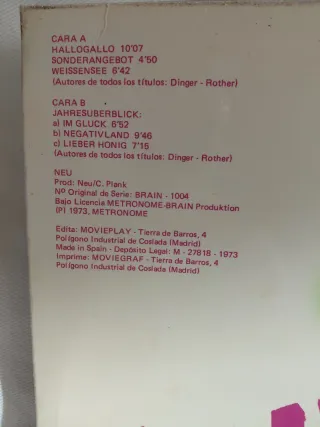 CARA A
HALLOGALLO 10'07
SONDERANGEBOT 4'50
WEISSENSEE 6'42
(Autores de todos los títulos: Dinger - Rother)
CARA B
JAHRESUBERBLICK:
a) IM GLUCK 6'52
b) NEGATIVLAND 9'46
c) LIEBER HONIG 7'15
(Autores de todos los títulos: Dinger - Rother)
NEU
Prod: Neu/C. Plank
Nº Original de Serie: BRAIN - 1004
Bajo Licencia METRONOME-BRAIN Produktion
(P) 1973, METRONOME
Edita: MOVIEPLAY - Tierra de Barros, 4
Polígono Industrial de Coslada (Madrid)
Made in Spain - Depósito Legal: M - 27818 - 1973
Imprime: MOVIEGRAF - Tierra de Barros, 4
Polígono Industrial de Coslada (Madrid)